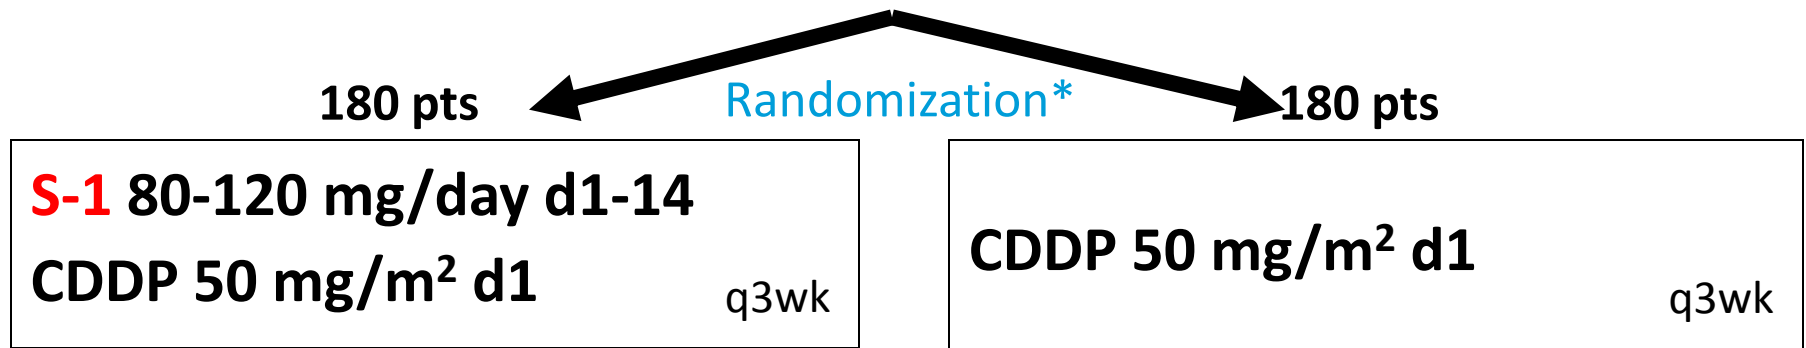 180 pts
Randomization*
180 pts
S-1 80-120 mg/day d1-14
CDDP 50 mg/m² d1
q3wk
CDDP 50 mg/m² d1
q3wk